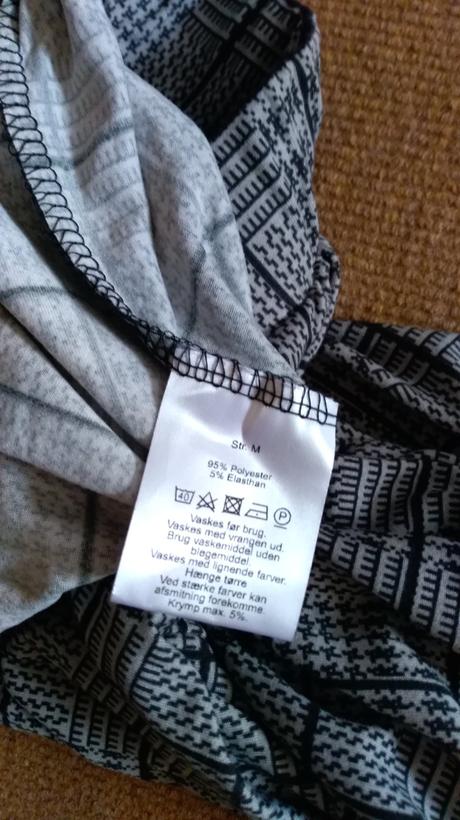 Str. M
95% Polyester
5% Elasthan
40 P
Vaskes før brug.
Vaskes med vrangen ud.
Brug vaskemiddel uden
blegemiddel.
Vaskes med lignende farver.
Hænge tørre
Ved stærke farver kan
afsmitning forekomme.
Krymp max. 5%.